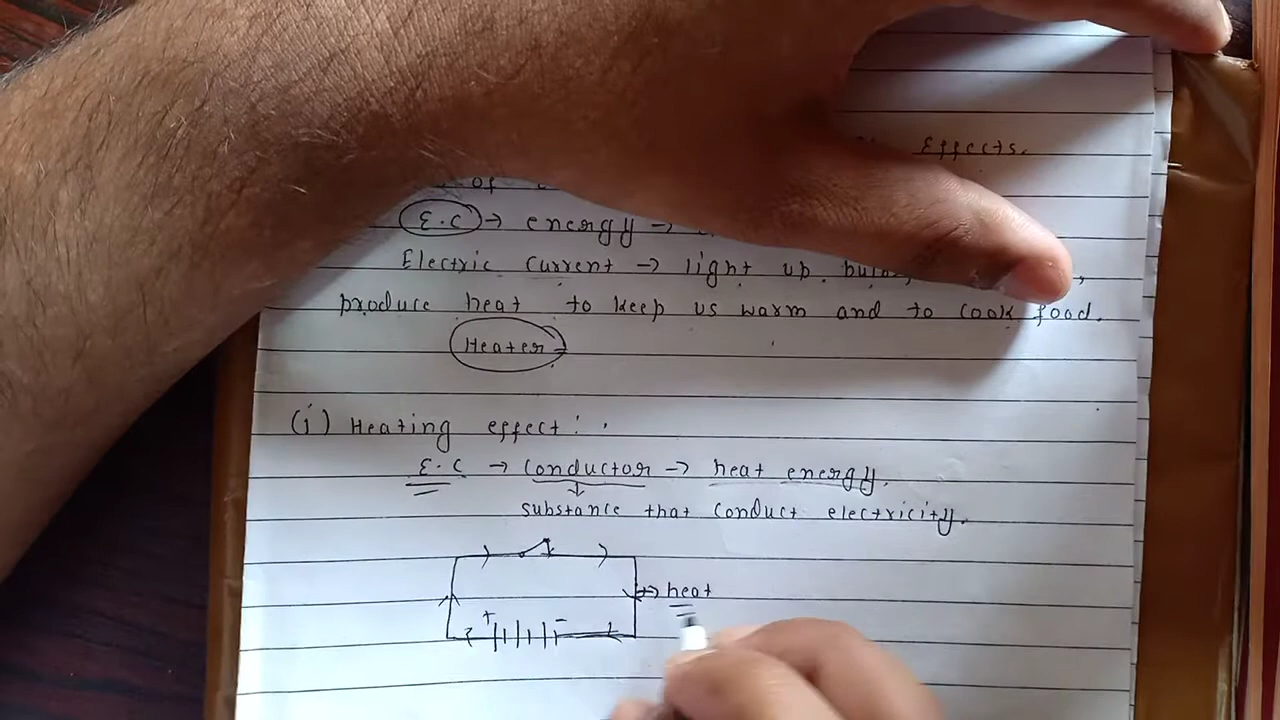 Effects.
of
E.C → energy →
Electric current → light up
produce heat to keep us warm and to cook food.
Heater
(i) Heating effect:
E.C → Conductor → heat energy.
substance that conduct electricity.
→ heat
+ -